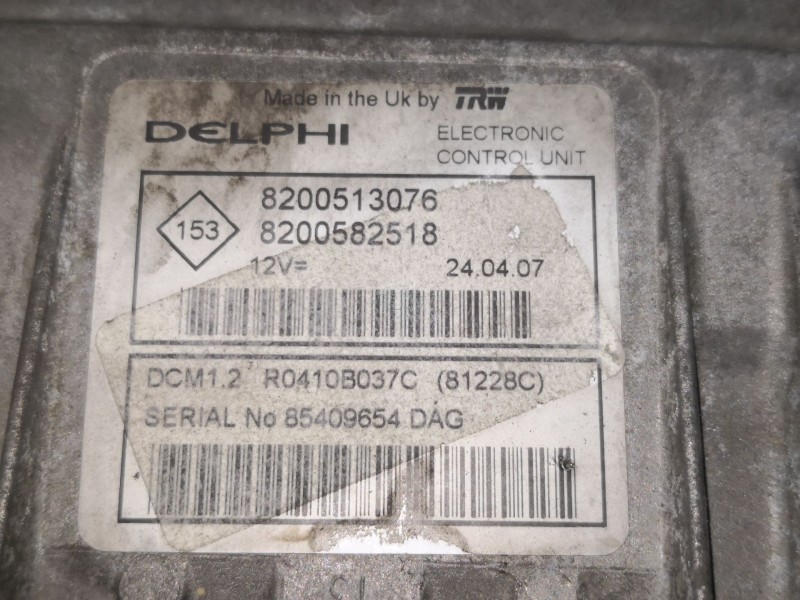 Made in the Uk by TRW
DELPHI ELECTRONIC
CONTROL UNIT
153
8200513076
8200582518
12V= 24.04.07
DCM1.2 R0410B037C (81228C)
SERIAL No 85409654 DAG